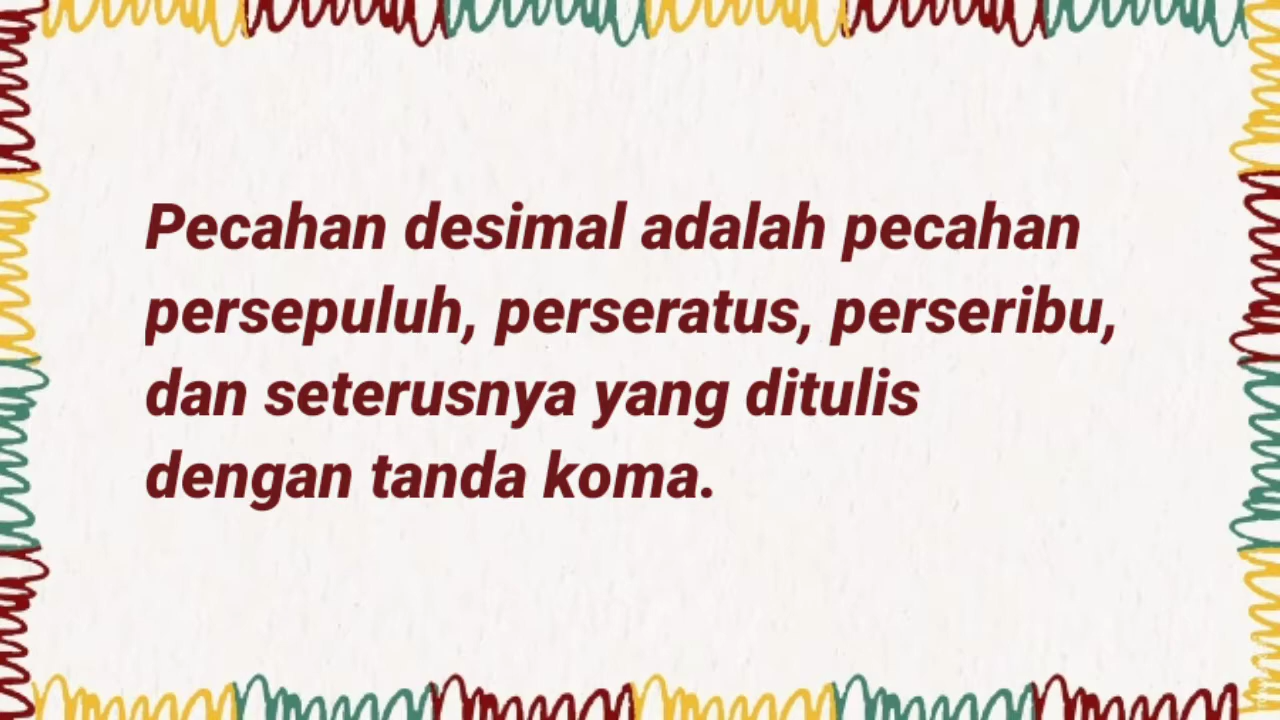 Pecahan desimal adalah pecahan
persepuluh, perseratus, perseribu,
dan seterusnya yang ditulis
dengan tanda koma.